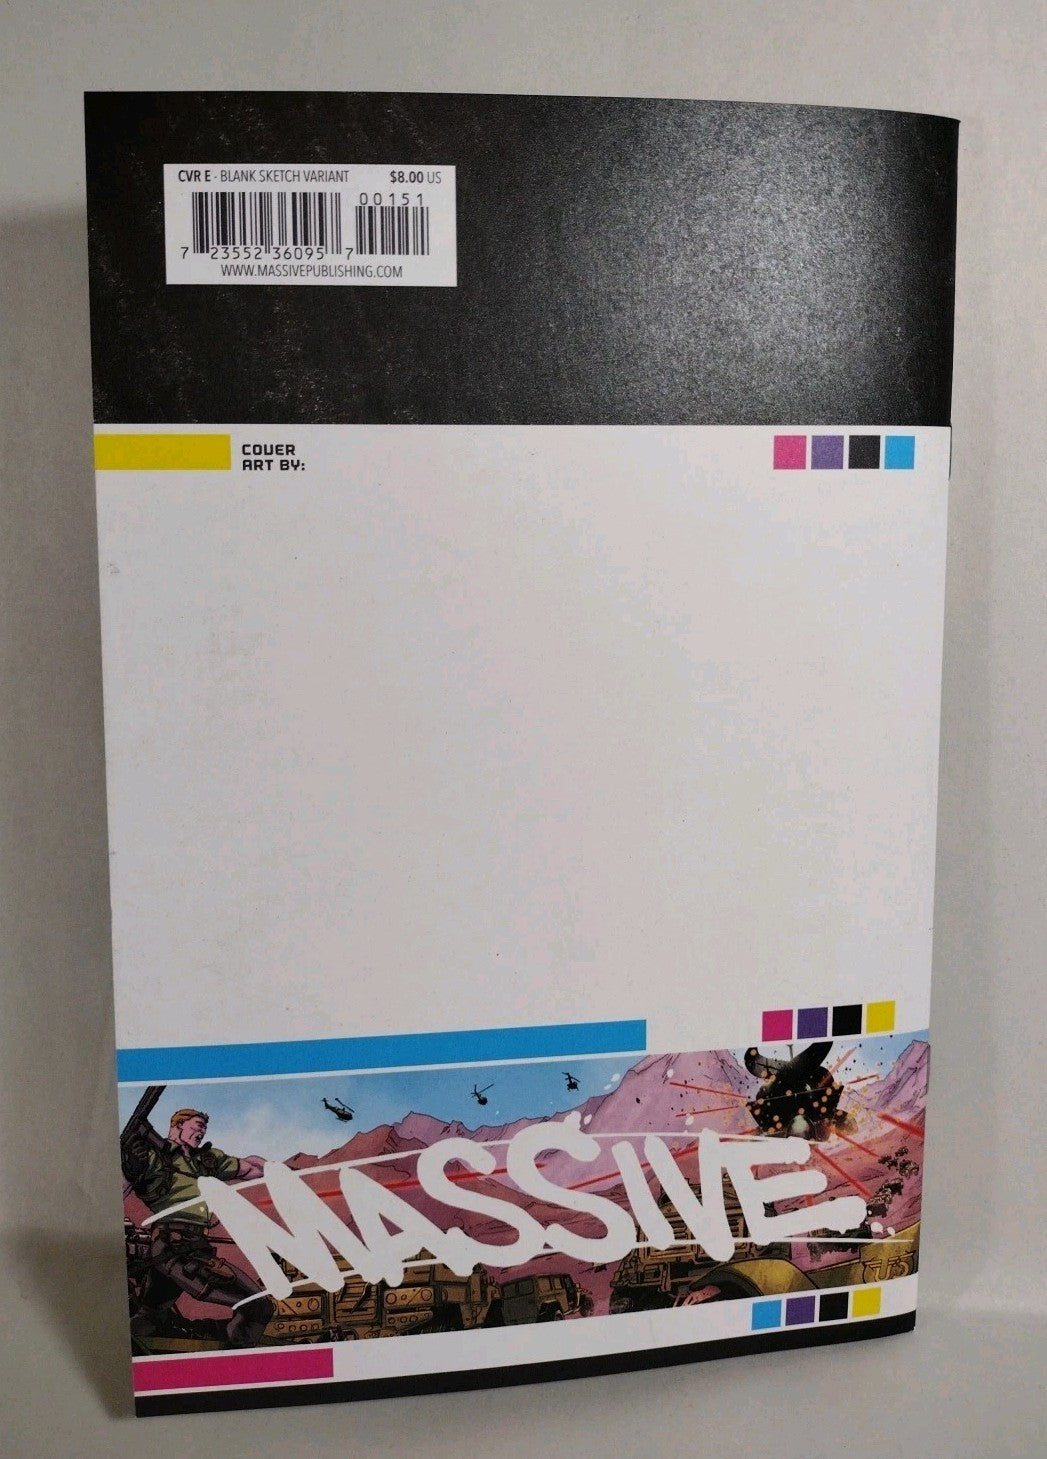 CVR E - BLANK SKETCH VARIANT $8.00 US
00151
7 23552 36095 7
WWW.MASSIVEPUBLISHING.COM
COVER
ART BY:
MASSIVE